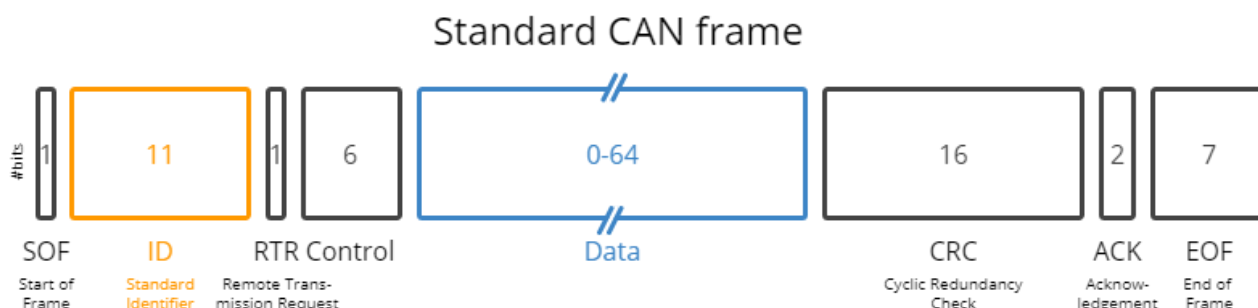 Standard CAN frame
#bits
1
11
1
6
0-64
16
2
7
SOF
ID
RTR Control
Data
CRC
ACK
EOF
Start of
Frame
Standard
Identifier
Remote Trans-
mission Request
Cyclic Redundancy
Check
Acknow-
ledgement
End of
Frame